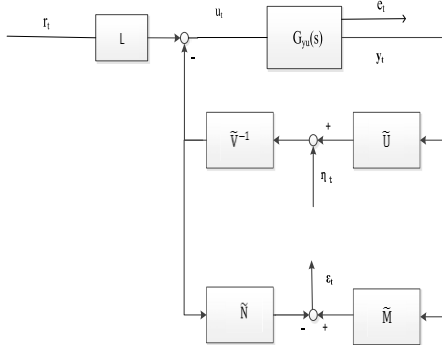 r_t
L
-
u_t
G_yu(s)
e_t
y_t
Ṽ⁻¹
+
Ũ
η_t
ε_t
Ñ
-
+
M̃